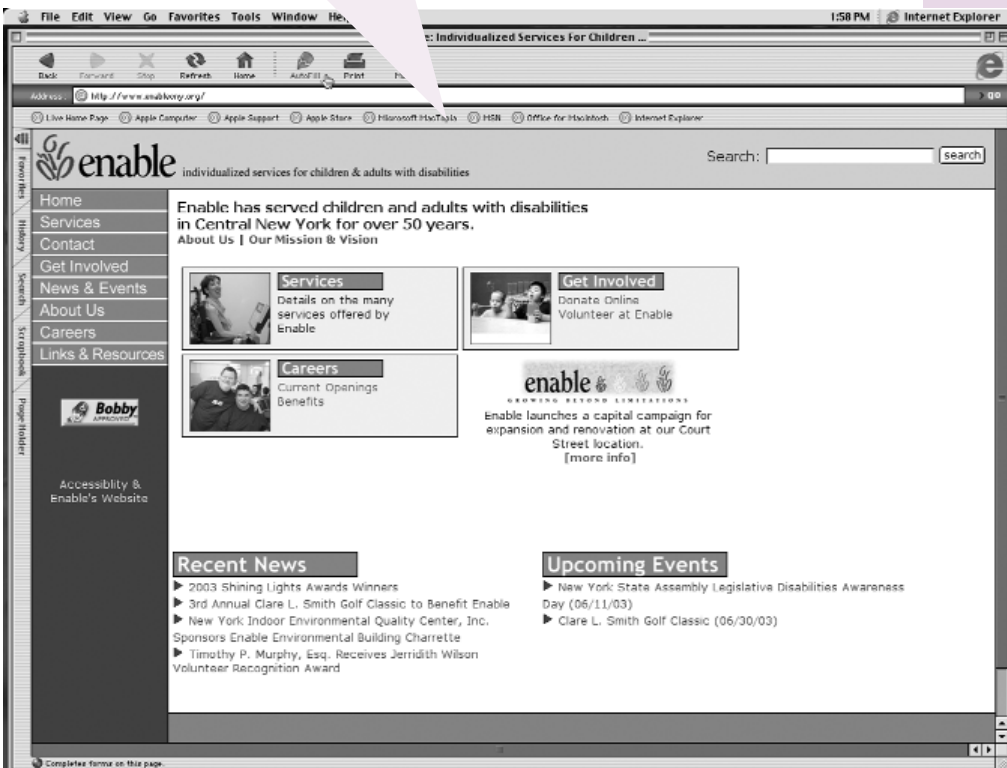 File Edit View Go Favorites Tools Window 1:58 PM Internet Explorer
: Individualized Services For Children ...
Back Forward Stop Refresh Home AutoFill Print
Address: http://www.enablecny.org/ go
Live Home Page Apple Computer Apple Support Apple Store Microsoft MacTopia MSN Office for Macintosh Internet Explorer
Favorites
History
Search
Scrapbook
Page Holder
enable individualized services for children & adults with disabilities
Search: search
Home
Services
Contact
Get Involved
News & Events
About Us
Careers
Links & Resources
Bobby
APPROVED
Accessiblity &
Enable's Website
Enable has served children and adults with disabilities
in Central New York for over 50 years.
About Us | Our Mission & Vision
Services
Details on the many
services offered by
Enable
Get Involved
Donate Online
Volunteer at Enable
Careers
Current Openings
Benefits
enable
GROWING BEYOND LIMITATIONS
Enable launches a capital campaign for
expansion and renovation at our Court
Street location.
[more info]
Recent News
2003 Shining Lights Awards Winners
3rd Annual Clare L. Smith Golf Classic to Benefit Enable
New York Indoor Environmental Quality Center, Inc.
Sponsors Enable Environmental Building Charrette
Timothy P. Murphy, Esq. Receives Jerridith Wilson
Volunteer Recognition Award
Upcoming Events
New York State Assembly Legislative Disabilities Awareness
Day (06/11/03)
Clare L. Smith Golf Classic (06/30/03)
Completes forms on this page.